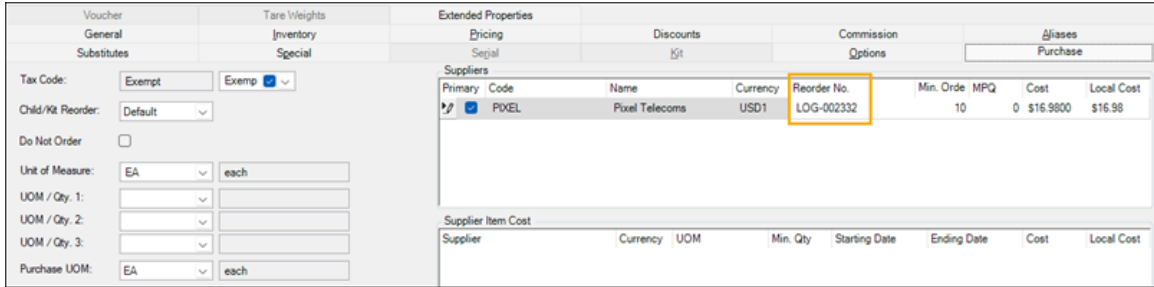 Voucher Tare Weights Extended Properties
General Inventory Pricing Discounts Commission Aliases
Substitutes Special Serial Kit Options Purchase
Tax Code: Exempt Exemp
Child/Kit Reorder: Default
Do Not Order
Unit of Measure: EA each
UOM / Qty. 1:
UOM / Qty. 2:
UOM / Qty. 3:
Purchase UOM: EA each
Suppliers
Primary Code Name Currency Reorder No. Min. Orde MPQ Cost Local Cost
PIXEL Pixel Telecoms USD1 LOG-002332 10 0 $16.9800 $16.98
Supplier Item Cost
Supplier Currency UOM Min. Qty Starting Date Ending Date Cost Local Cost